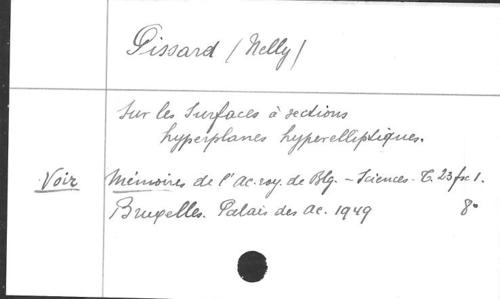 Pissard (Nelly)
Sur les Surfaces à sections
hyperplanes hyperelliptiques.
Voir Mémoires de l'Ac. roy. de Blg. - Sciences - T. 23 fsc 1.
Bruxelles. Palais des Ac. 1949 8°